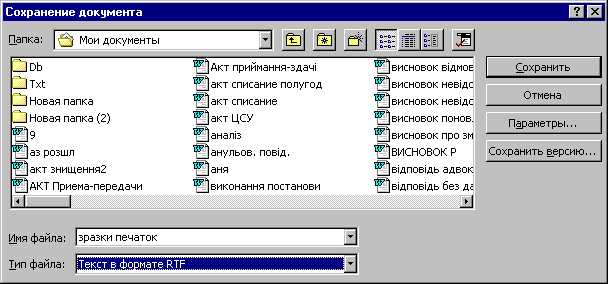 Сохранение документа
Папка: Мои документы
Db
Txt
Новая папка
Новая папка (2)
9
аз розшл
акт знищення2
АКТ Приема-передачи
Акт приймання-здачі
акт списание полугод
акт списание
акт ЦСУ
аналіз
анульов. повід.
аня
виконання постанови
висновок відмов
висновок невідс
висновок невідс
висновок понов.
висновок про зм
ВИСНОВОК Р
відповідь адвок
відповідь без да
Сохранить
Отмена
Параметры...
Сохранить версию...
Имя файла: зразки печаток
Тип файла: Текст в формате RTF